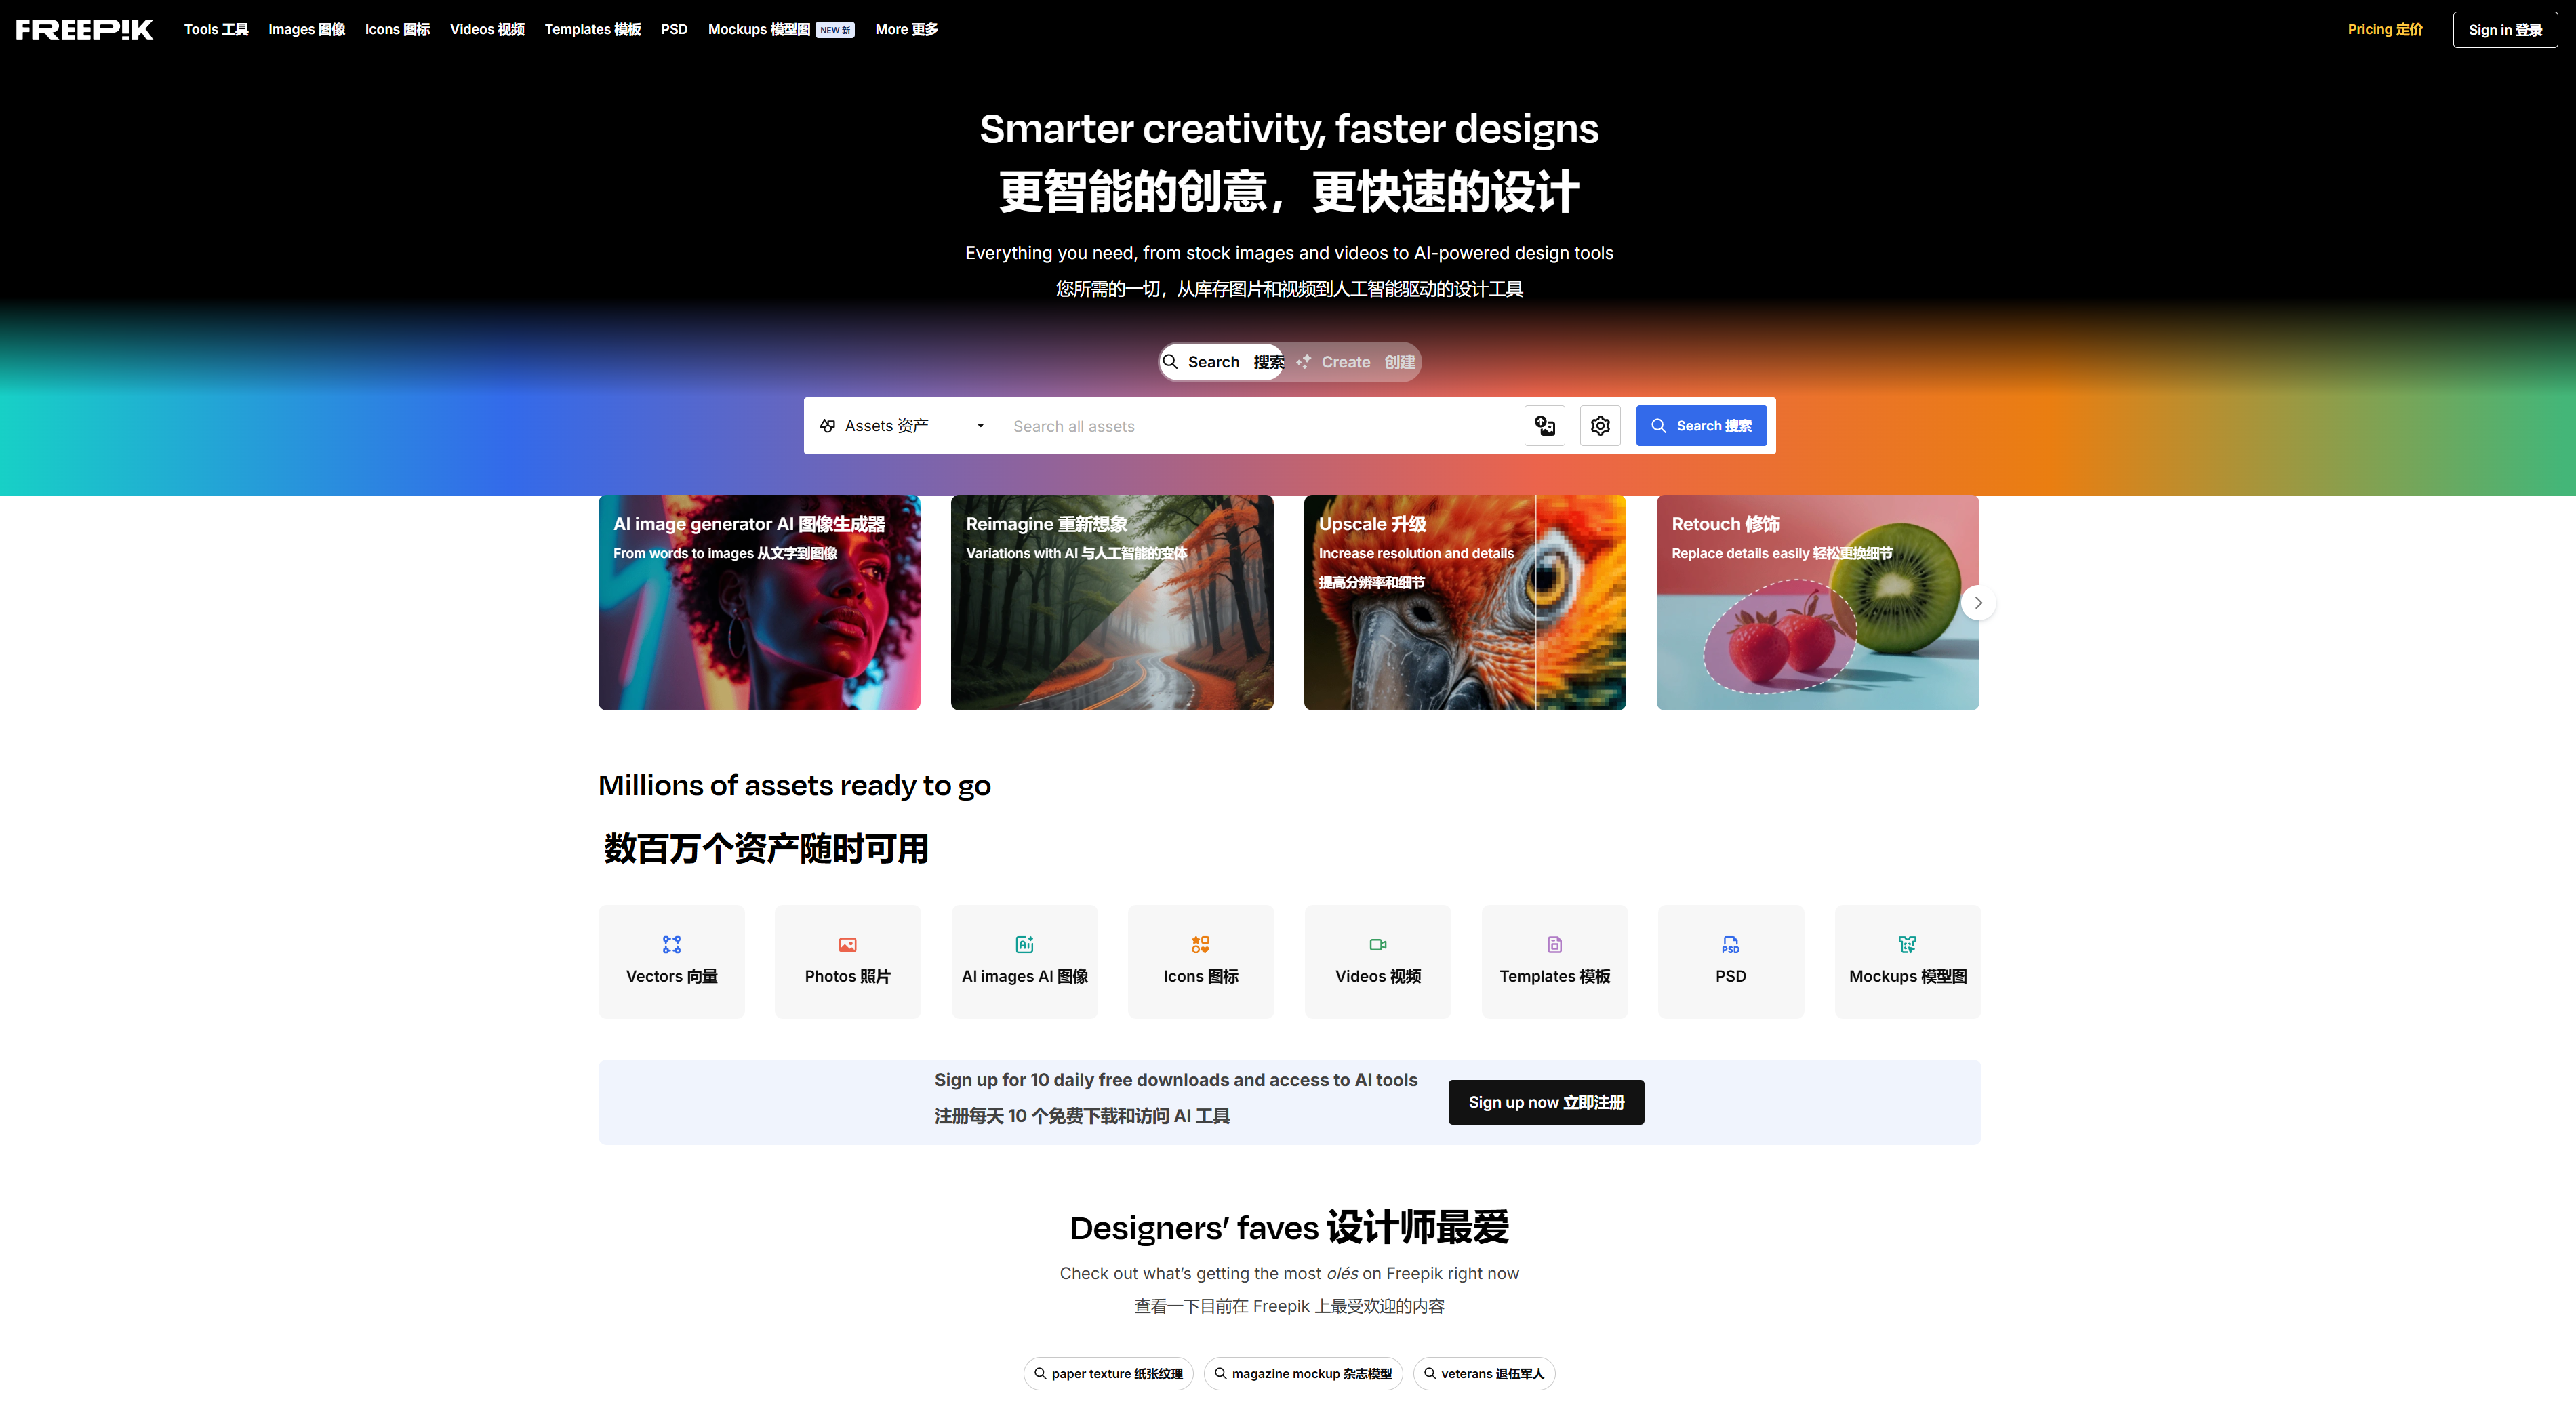 FREEPIK
Tools 工具
Images 图像
Icons 图标
Videos 视频
Templates 模板
PSD
Mockups 模型图 NEW 新
More 更多
Pricing 定价
Sign in 登录
Smarter creativity, faster designs
更智能的创意，更快速的设计
Everything you need, from stock images and videos to AI-powered design tools
您所需的一切，从库存图片和视频到人工智能驱动的设计工具
Search 搜索
Create 创建
Assets 资产
Search all assets
Search 搜索
AI image generator AI 图像生成器
From words to images 从文字到图像
Reimagine 重新想象
Variations with AI 与人工智能的变体
Upscale 升级
Increase resolution and details
提高分辨率和细节
Retouch 修饰
Replace details easily 轻松更换细节
Millions of assets ready to go
数百万个资产随时可用
Vectors 向量
Photos 照片
AI images AI 图像
Icons 图标
Videos 视频
Templates 模板
PSD
PSD
Mockups 模型图
Sign up for 10 daily free downloads and access to AI tools
注册每天 10 个免费下载和访问 AI 工具
Sign up now 立即注册
Designers’ faves 设计师最爱
Check out what’s getting the most olés on Freepik right now
查看一下目前在 Freepik 上最受欢迎的内容
paper texture 纸张纹理
magazine mockup 杂志模型
veterans 退伍军人